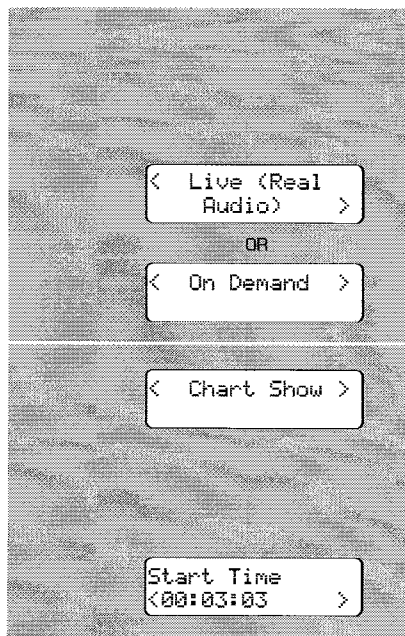 < Live (Real
Audio) >
OR
< On Demand >
< Chart Show >
Start Time
<00:03:03 >